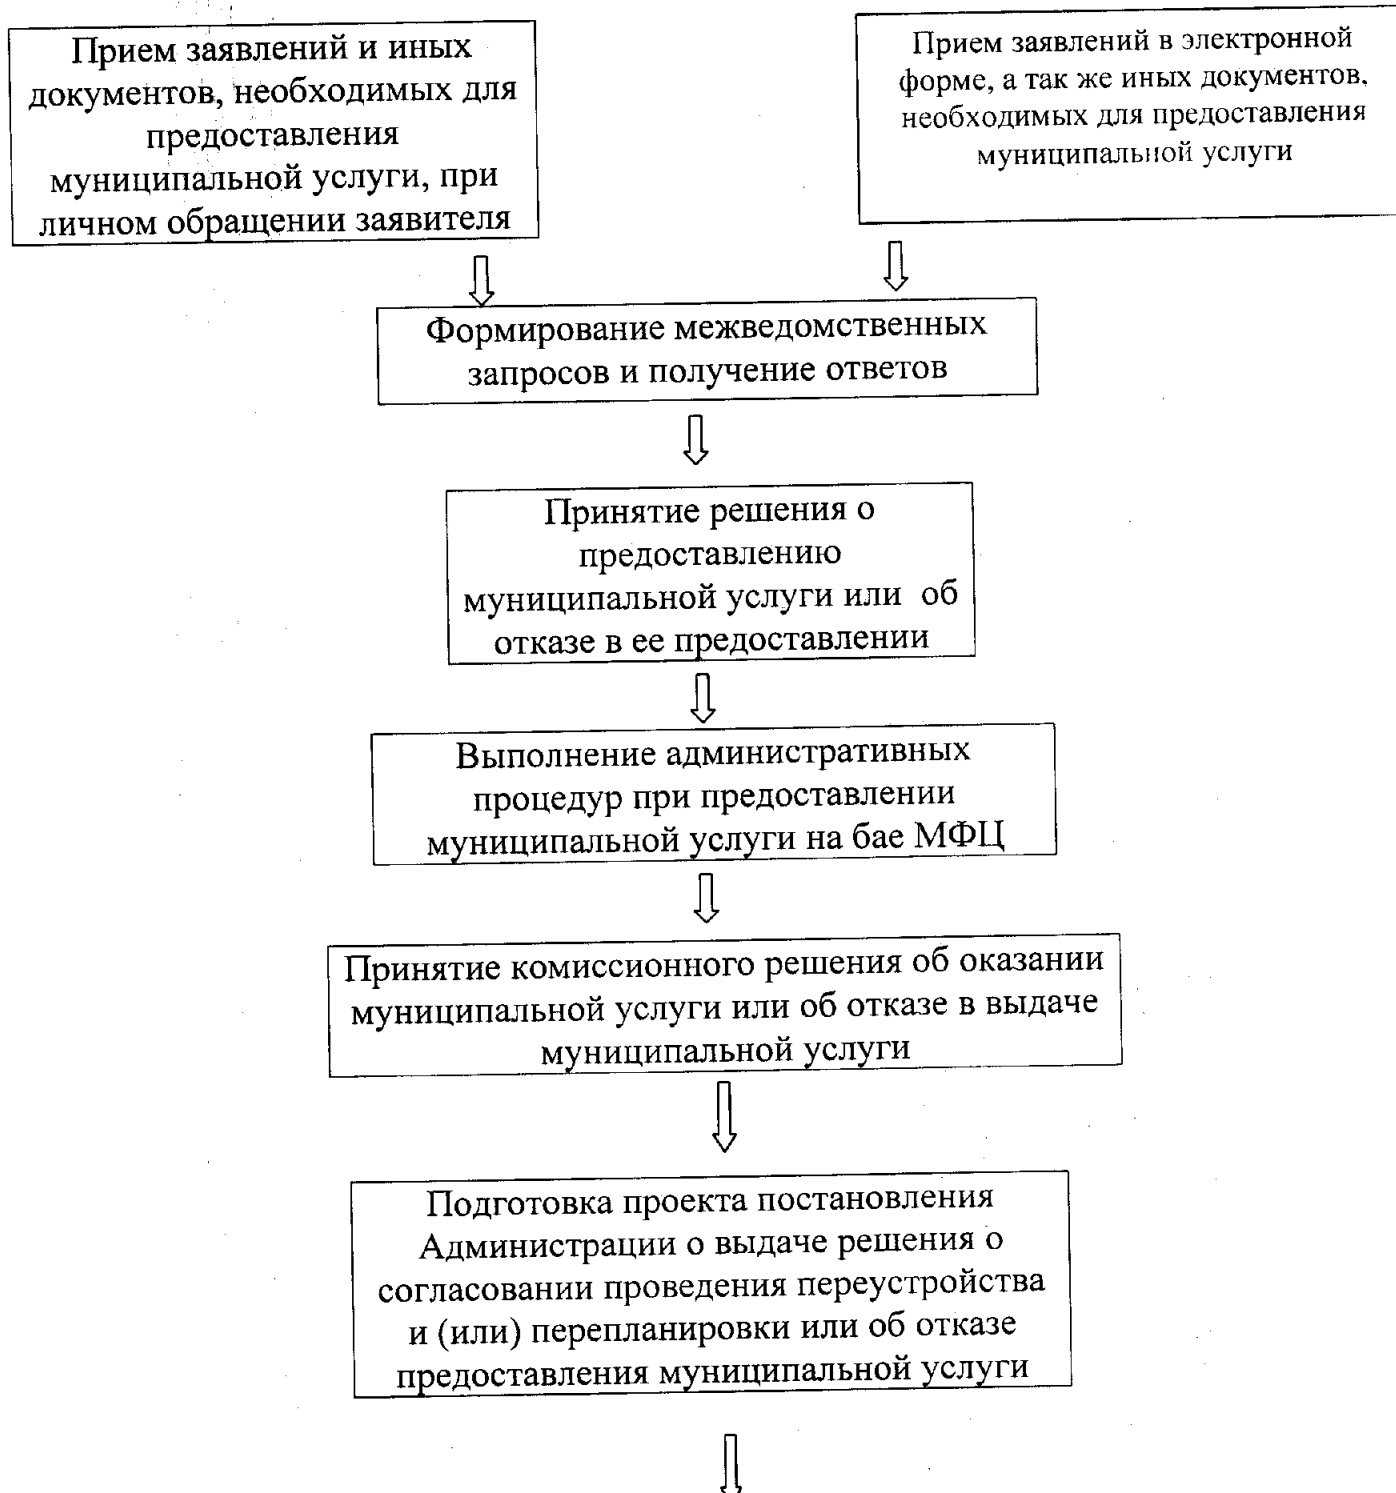 Прием заявлений и иных
документов, необходимых для
предоставления
муниципальной услуги, при
личном обращении заявителя
Прием заявлений в электронной
форме, а так же иных документов,
необходимых для предоставления
муниципальной услуги
Формирование межведомственных
запросов и получение ответов
Принятие решения о
предоставлению
муниципальной услуги или об
отказе в ее предоставлении
Выполнение административных
процедур при предоставлении
муниципальной услуги на бае МФЦ
Принятие комиссионного решения об оказании
муниципальной услуги или об отказе в выдаче
муниципальной услуги
Подготовка проекта постановления
Администрации о выдаче решения о
согласовании проведения переустройства
и (или) перепланировки или об отказе
предоставления муниципальной услуги